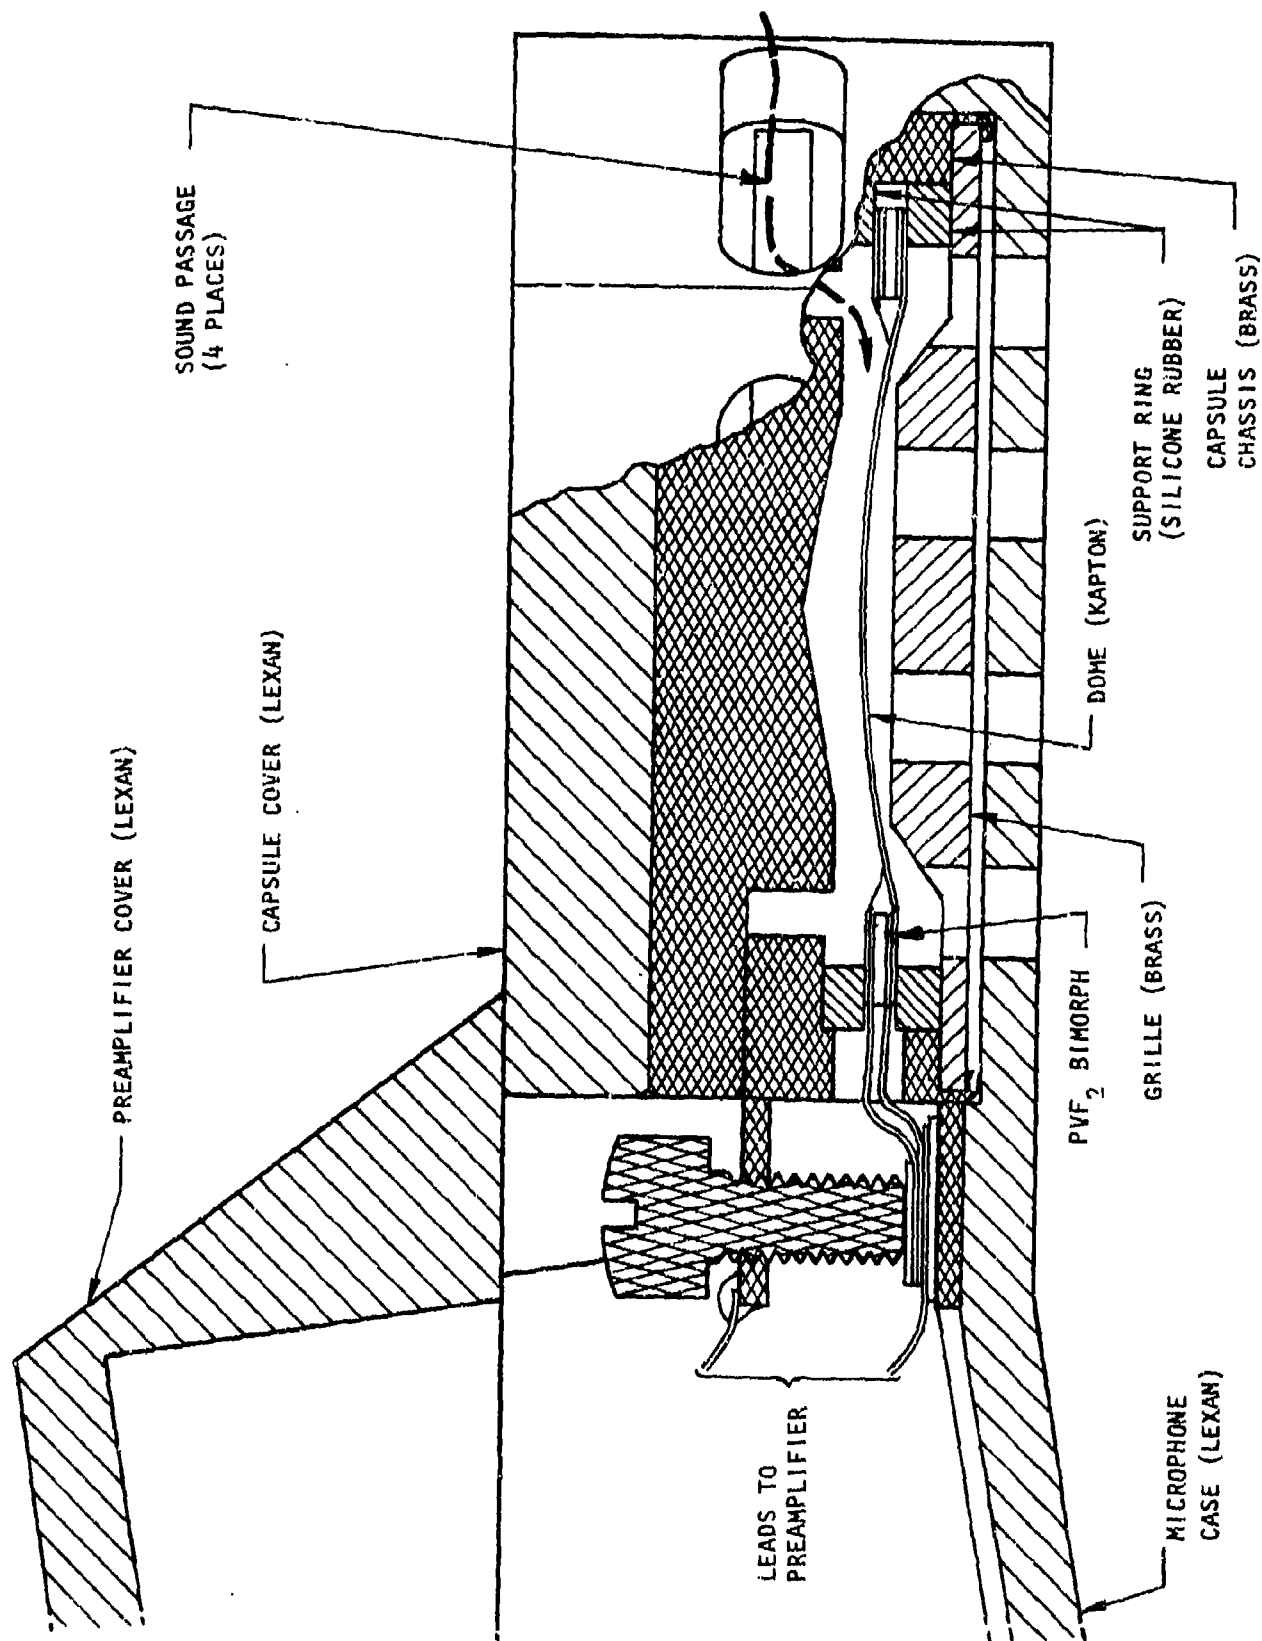 PREAMPLIFIER COVER (LEXAN)
CAPSULE COVER (LEXAN)
SOUND PASSAGE
(4 PLACES)
LEADS TO
PREAMPLIFIER
MICROPHONE
CASE (LEXAN)
PVF2 BIMORPH
GRILLE (BRASS)
DOME (KAPTON)
SUPPORT RING
(SILICONE RUBBER)
CAPSULE
CHASSIS (BRASS)